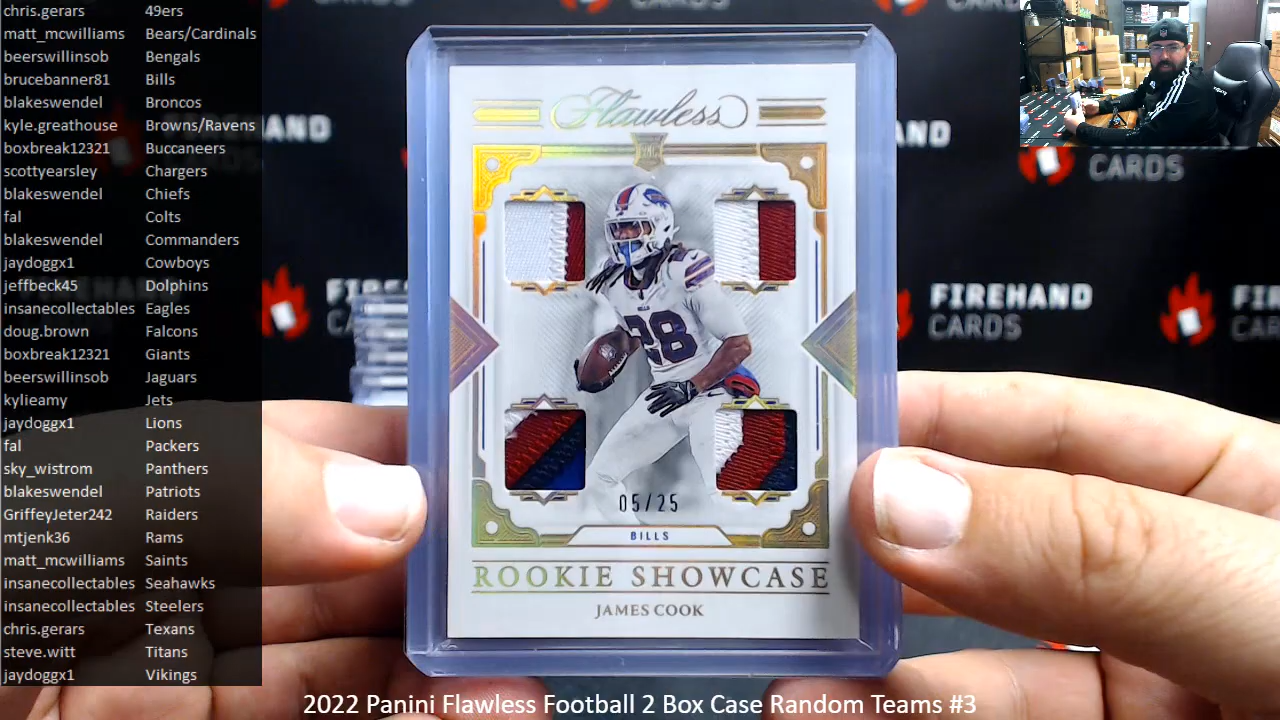 chris.gerars 49ers
matt_mcwilliams Bears/Cardinals
beerswillinsob Bengals
brucebanner81 Bills
blakeswendel Broncos
kyle.greathouse Browns/Ravens
boxbreak12321 Buccaneers
scottyearsley Chargers
blakeswendel Chiefs
fal Colts
blakeswendel Commanders
jaydoggx1 Cowboys
jeffbeck45 Dolphins
insanecollectables Eagles
doug.brown Falcons
boxbreak12321 Giants
beerswillinsob Jaguars
kylieamy Jets
jaydoggx1 Lions
fal Packers
sky_wistrom Panthers
blakeswendel Patriots
GriffeyJeter242 Raiders
mtjenk36 Rams
matt_mcwilliams Saints
insanecollectables Seahawks
insanecollectables Steelers
chris.gerars Texans
steve.witt Titans
jaydoggx1 Vikings
Flawless
28
05/25
BILLS
ROOKIE SHOWCASE
JAMES COOK
CARDS
FIREHAND
CARDS
2022 Panini Flawless Football 2 Box Case Random Teams #3